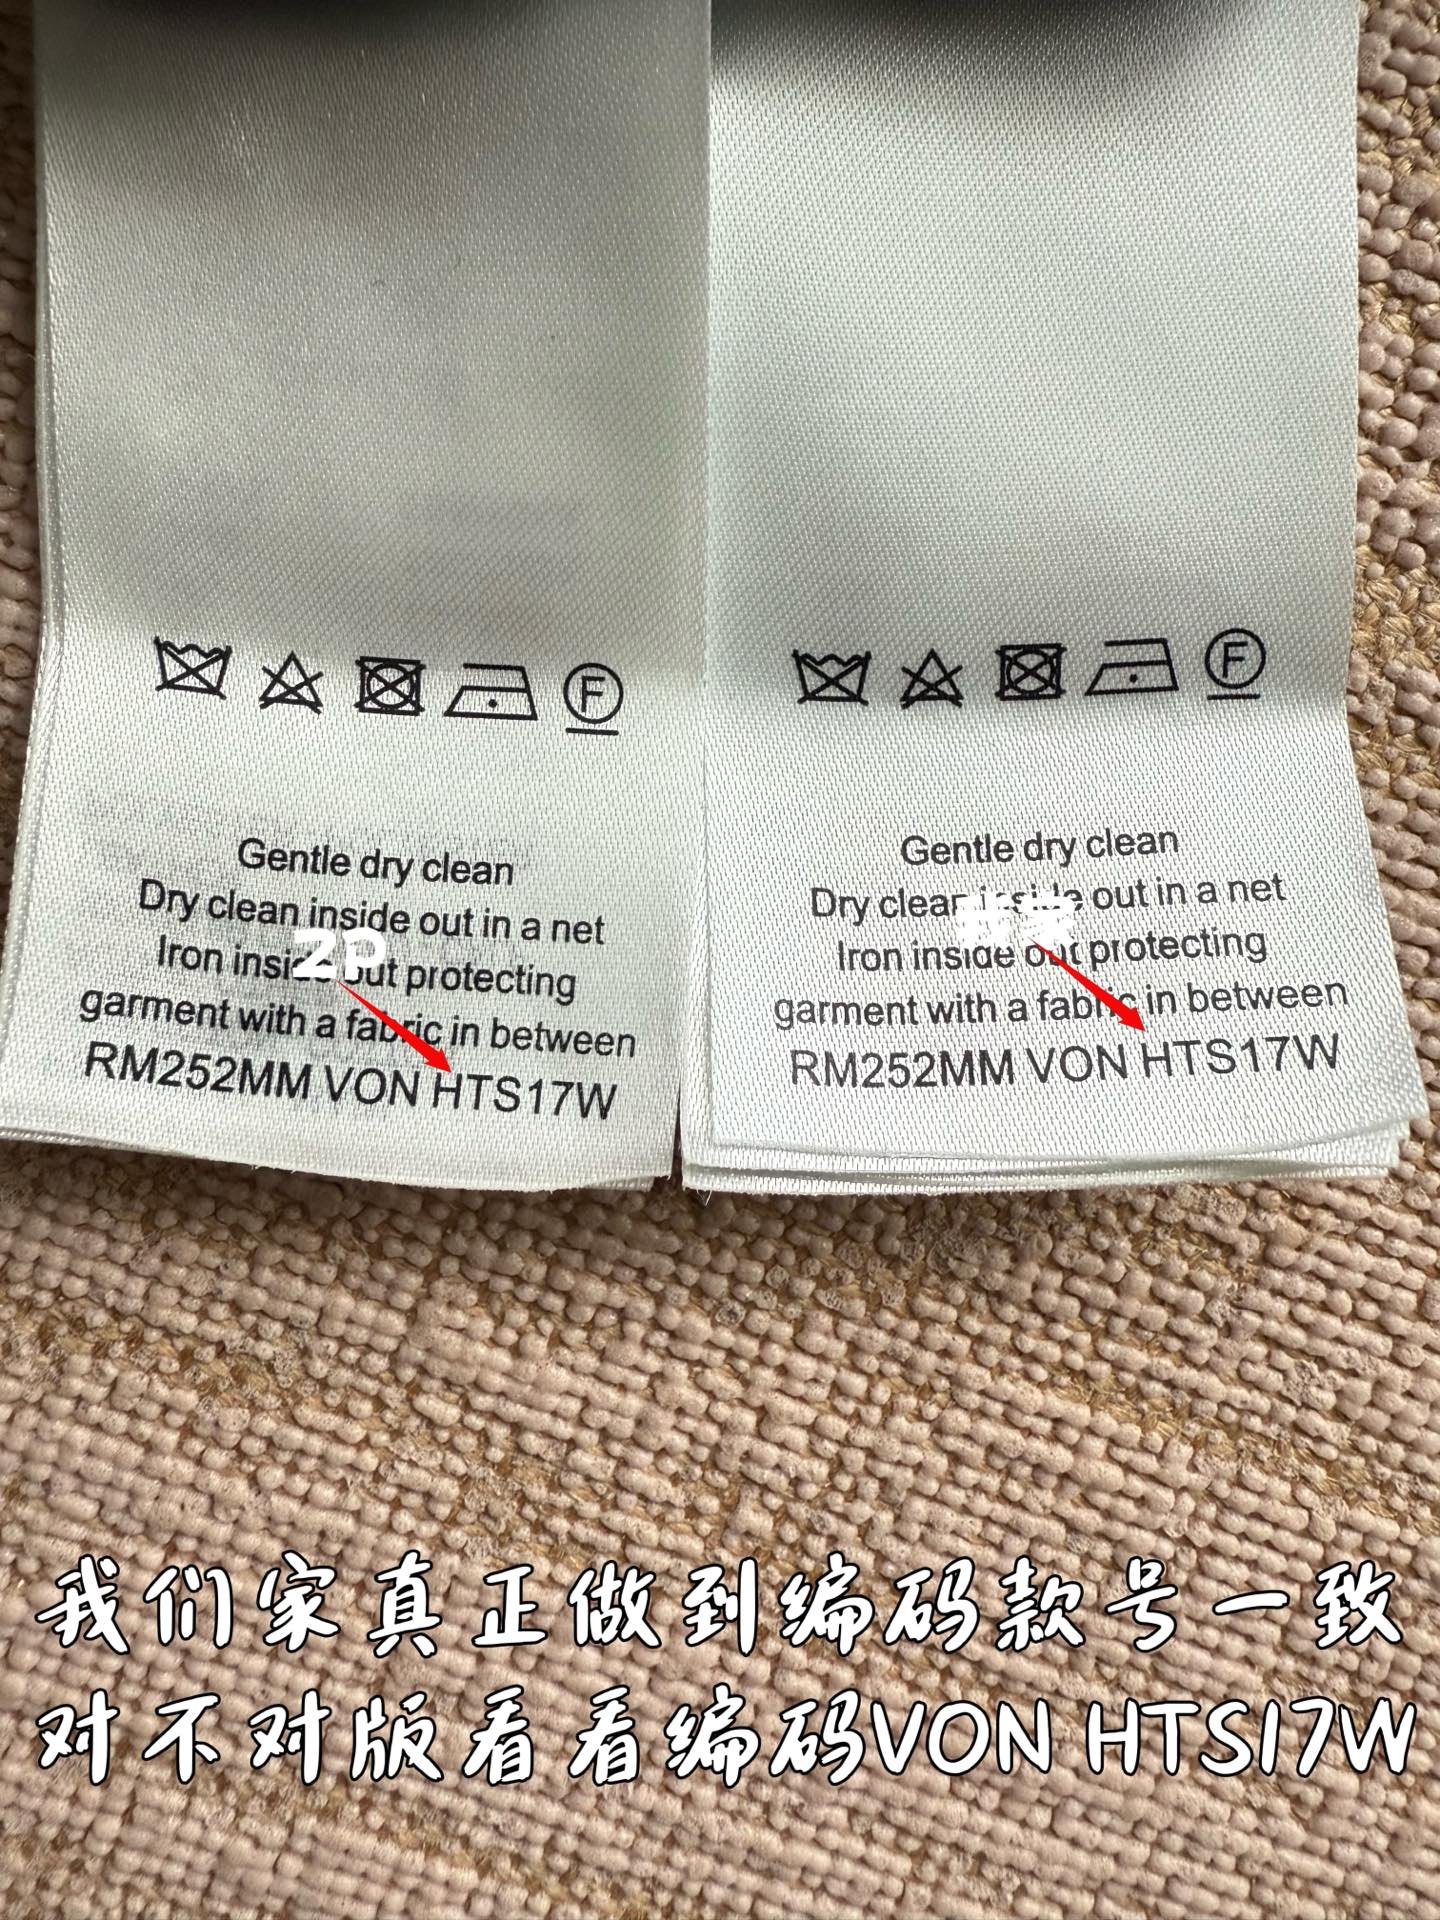 Gentle dry clean
Dry clean inside out in a net
Iron inside out protecting
garment with a fabric in between
RM252MM VON HTS17W
ZP
Gentle dry clean
Dry clean inside out in a net
Iron inside out protecting
garment with a fabric in between
RM252MM VON HTS17W
我们家真正做到编码款号一致
对不对版看看编码VON HTS17W